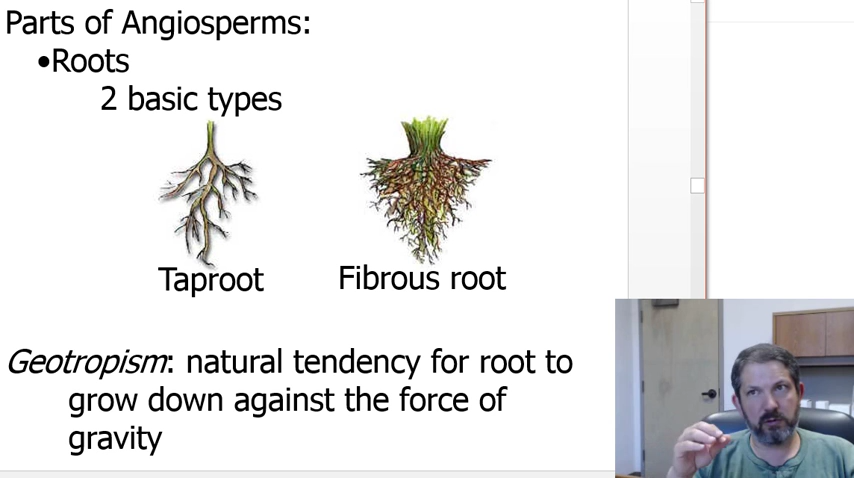 Parts of Angiosperms:
•Roots
2 basic types
Taproot
Fibrous root
Geotropism: natural tendency for root to
grow down against the force of
gravity